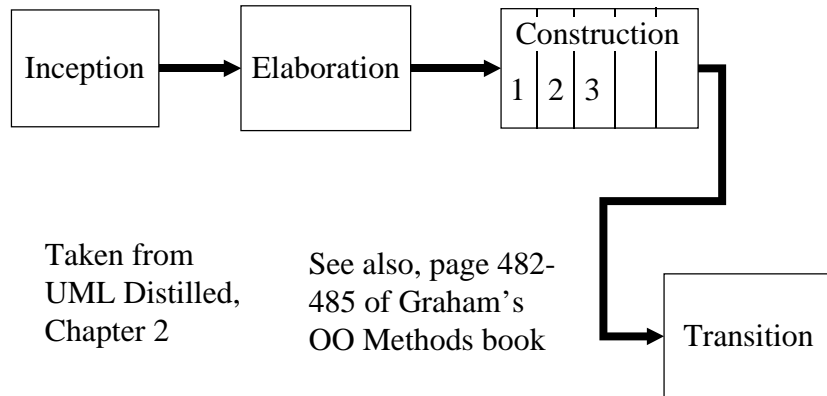 Inception
Elaboration
Construction
1 2 3
Taken from
UML Distilled,
Chapter 2
See also, page 482-
485 of Graham's
OO Methods book
Transition